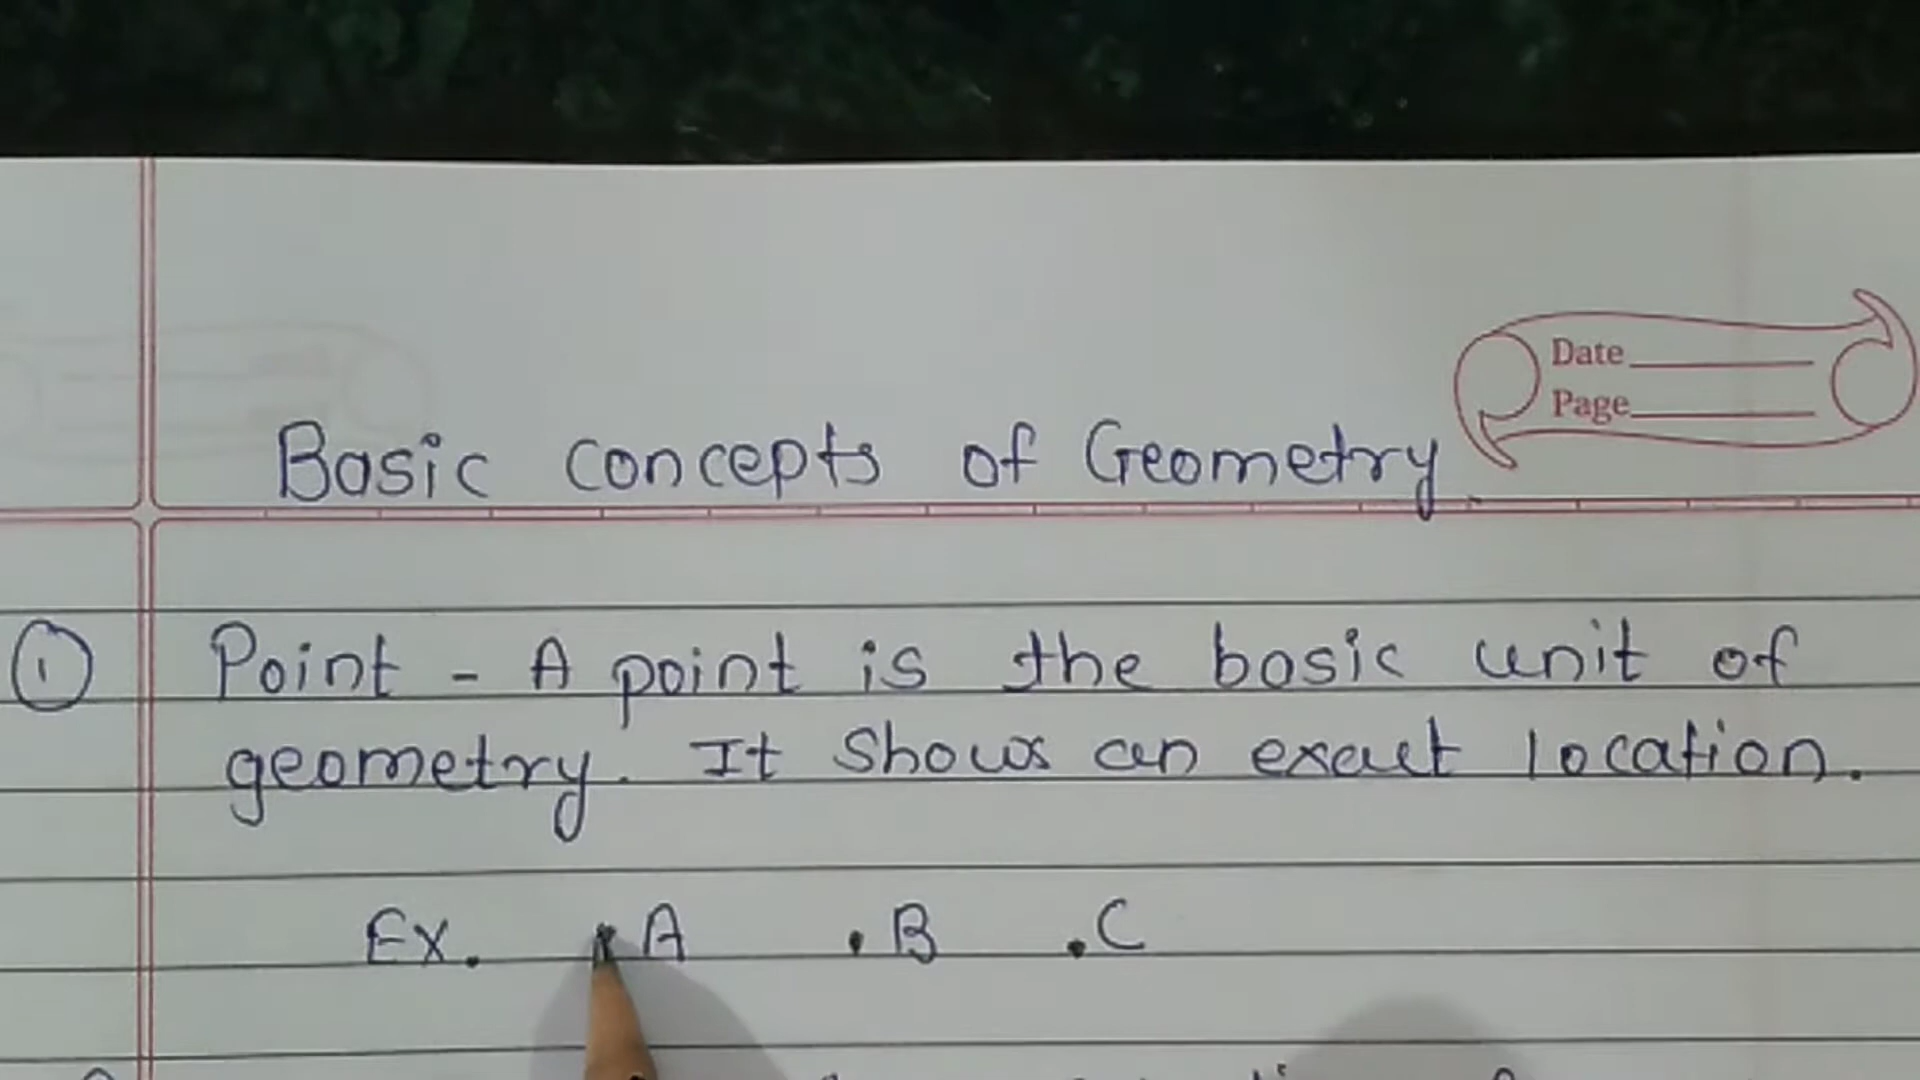 Date
Page
Basic concepts of Geometry
① Point - A point is the basic unit of
geometry. It shows an exact location.
Ex. .A .B .C